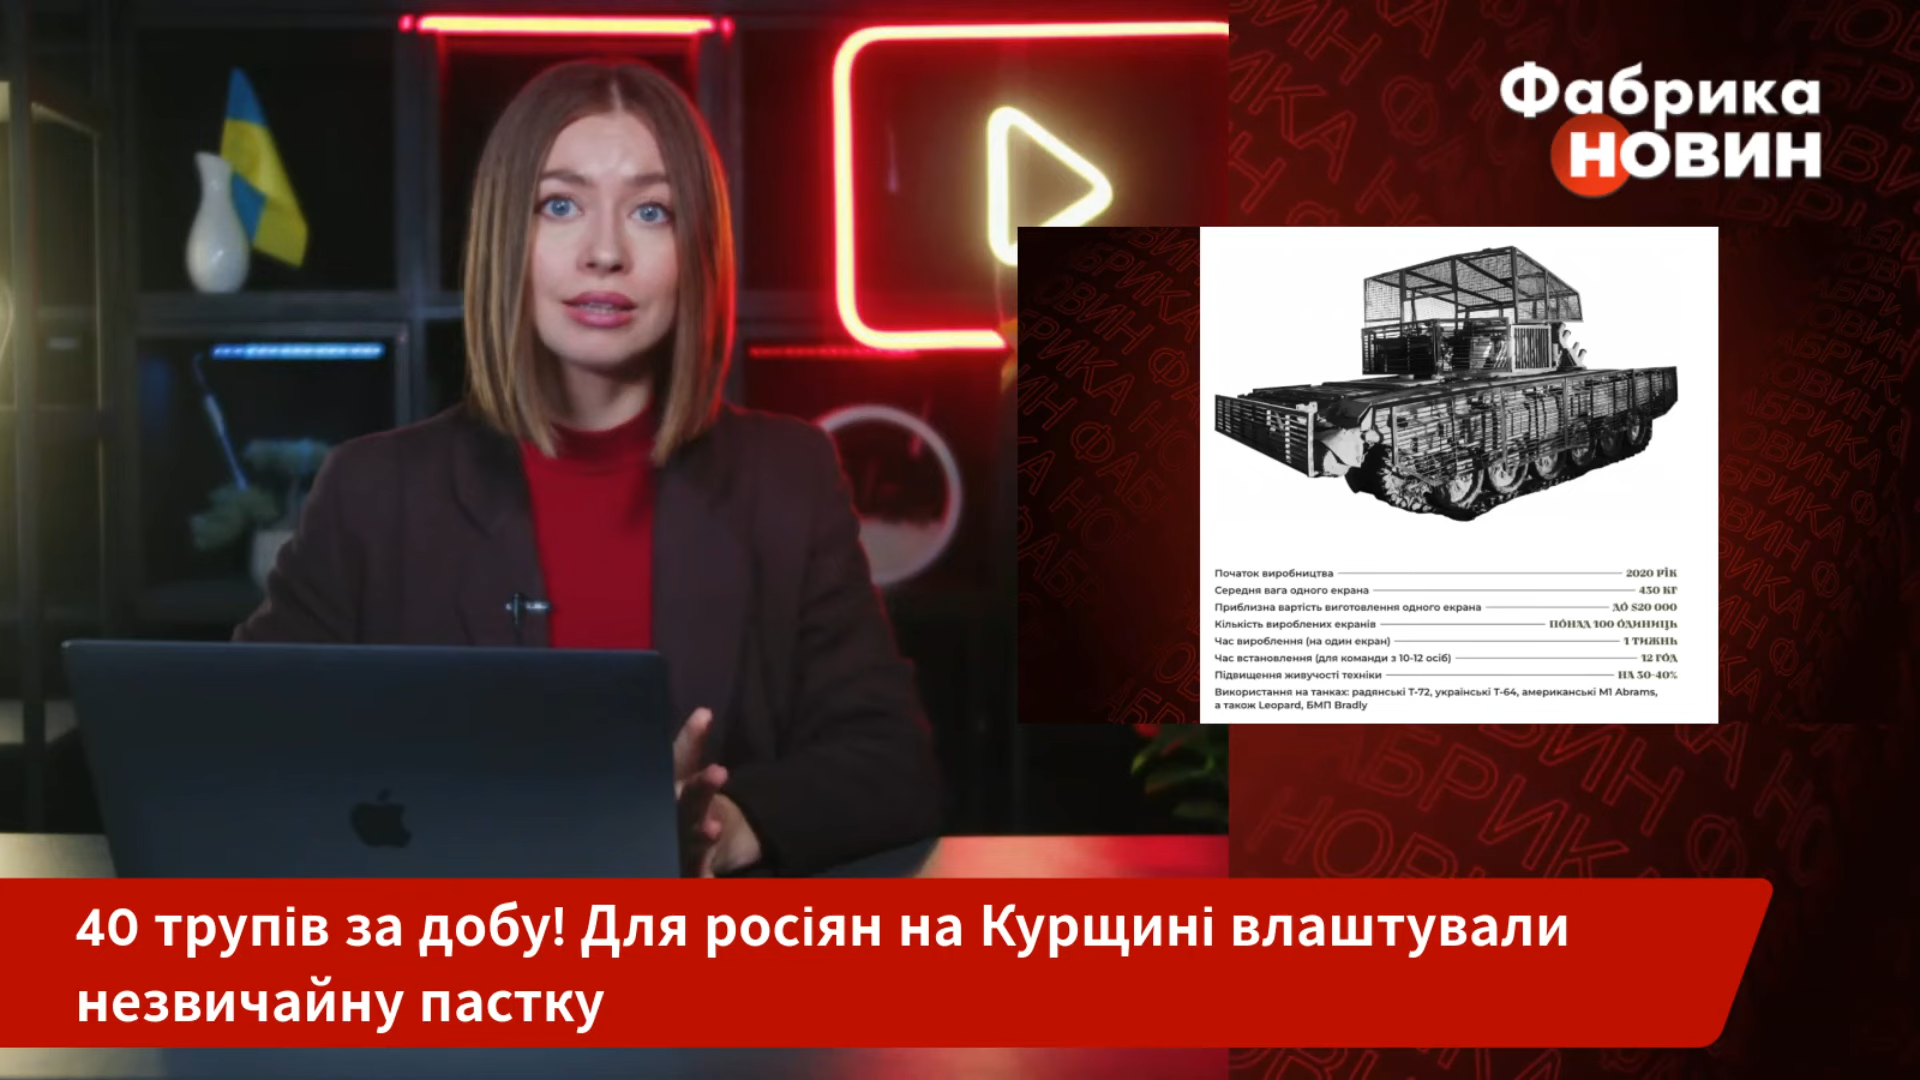 Фабрика
НОВИН
Початок виробництва 2020 РІК
Середня вага одного екрана 430 КГ
Приблизна вартість виготовлення одного екрана ДО $20 000
Кількість вироблених екранів ПОНАД 100 ОДИНИЦЬ
Час вироблення (на один екран) 1 ТИЖНЬ
Час встановлення (для команди з 10-12 осіб) 12 ГОД
Підвищення живучості техніки НА 30-40%
Використання на танках: радянські Т-72, українські Т-64, американські M1 Abrams,
а також Leopard, БМП Bradly
40 трупів за добу! Для росіян на Курщині влаштували
незвичайну пастку